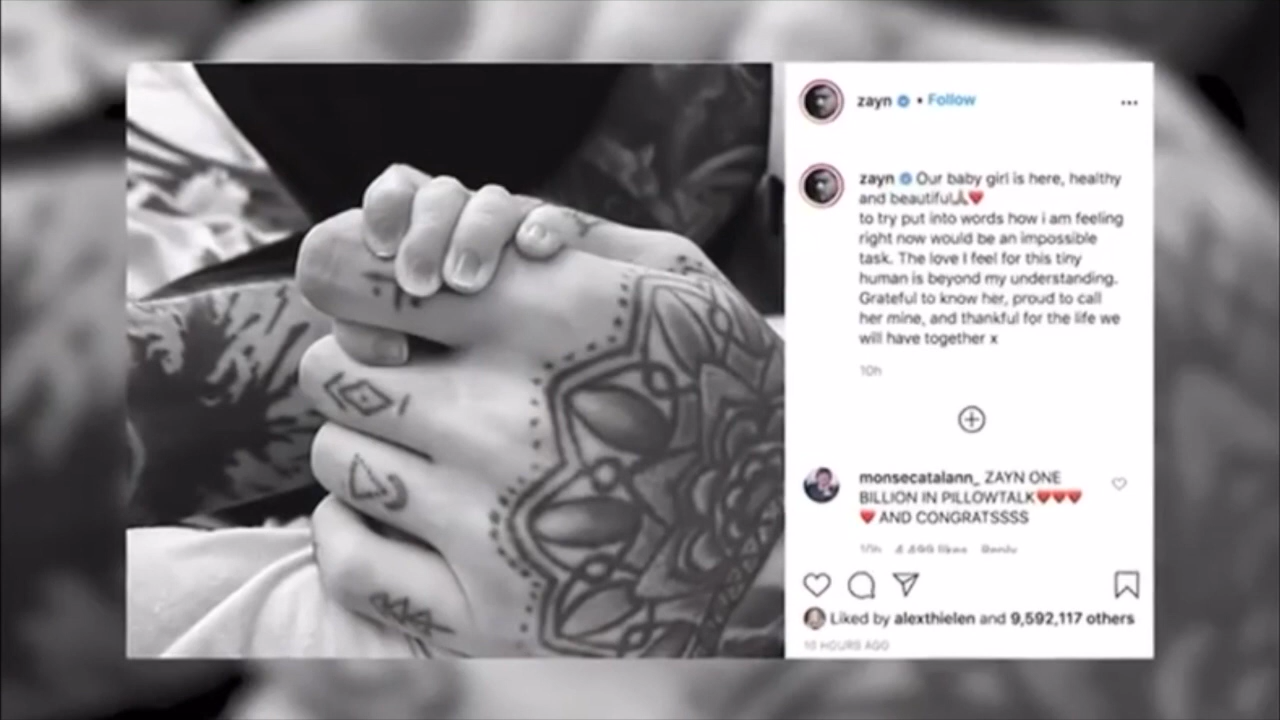 zayn • Follow
zayn Our baby girl is here, healthy
and beautiful🙏🏽❤️
to try put into words how i am feeling
right now would be an impossible
task. The love I feel for this tiny
human is beyond my understanding.
Grateful to know her, proud to call
her mine, and thankful for the life we
will have together x
10h
monsecatalann_ ZAYN ONE
BILLION IN PILLOWTALK❤️❤️❤️
❤️ AND CONGRATSSSS
10h likes Reply
Liked by alexthielen and 9,592,117 others
10 HOURS AGO